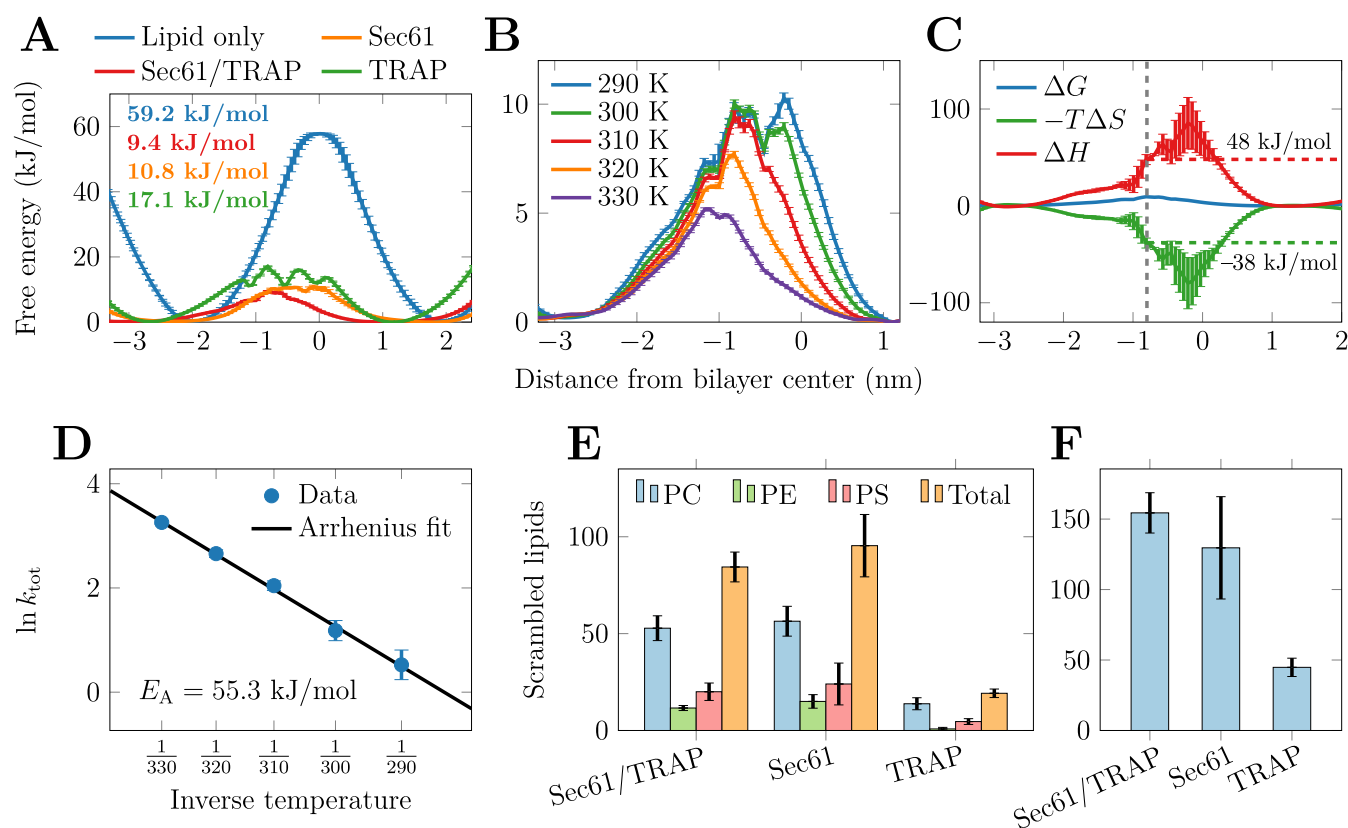 A
Lipid only
Sec61
Sec61/TRAP
TRAP
Free energy (kJ/mol)
59.2 kJ/mol
9.4 kJ/mol
10.8 kJ/mol
17.1 kJ/mol
60
40
20
0
−3 −2 −1 0 1 2
B
290 K
300 K
310 K
320 K
330 K
10
5
0
−3 −2 −1 0 1
Distance from bilayer center (nm)
C
ΔG
−TΔS
ΔH
48 kJ/mol
−38 kJ/mol
100
0
−100
−3 −2 −1 0 1 2
D
Data
Arrhenius fit
ln k_tot
4
2
0
E_A = 55.3 kJ/mol
1/330 1/320 1/310 1/300 1/290
Inverse temperature
E
PC PE PS Total
Scrambled lipids
100
50
0
Sec61/TRAP Sec61 TRAP
F
150
100
50
0
Sec61/TRAP Sec61 TRAP